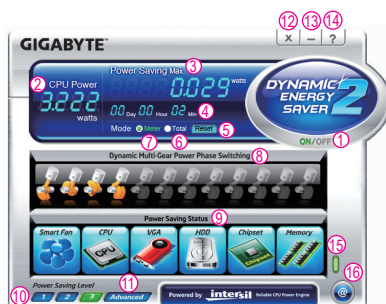 12 13 14
x – ?
GIGABYTE™
Power Saving Max.
3
2
CPU Power
0.029 watts
3.222
watts
00 Day 00 Hour 02 Min
4
Mode Meter Total Reset
5
7
6
DYNAMIC
ENERGY
SAVER 2
ON/OFF
1
Dynamic Multi-Gear Power Phase Switching
8
Power Saving Status
9
Smart Fan CPU VGA HDD Chipset Memory
CPU
Chipset
15
16
11
Power Saving Level
10
1 2 3 Advanced
Powered by intersil Reliable CPU Power Engine
@